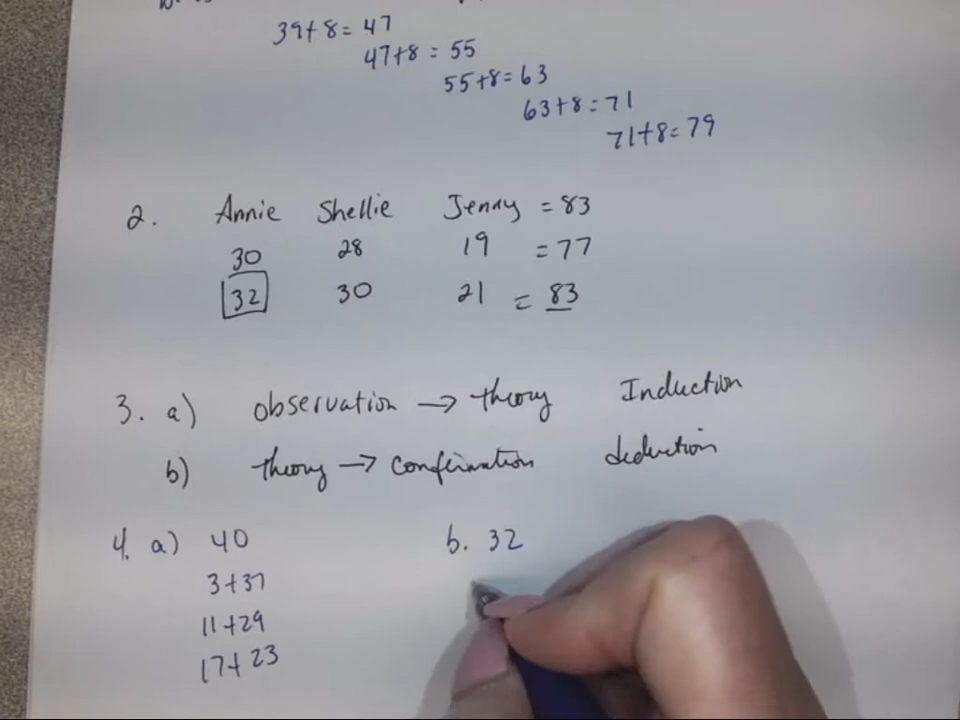 39+8= 47
47+8 = 55
55+8= 63
63+8= 71
71+8= 79
2. Annie Shellie Jenny = 83
30 28 19 = 77
32 30 21 = 83
3. a) observation → theory Induction
b) theory → confirmation deduction
4. a) 40 b. 32
3+37
11+29
17+23